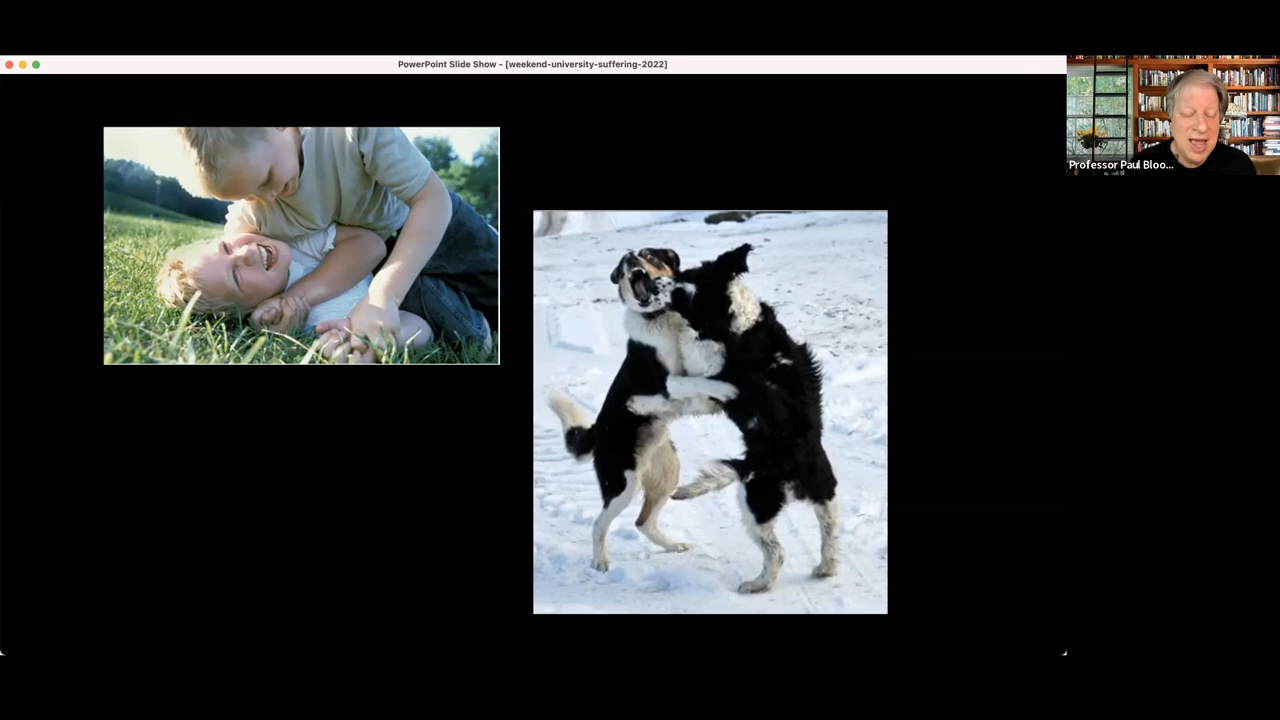 PowerPoint Slide Show - [weekend-university-suffering-2022]
Professor Paul Bloo...